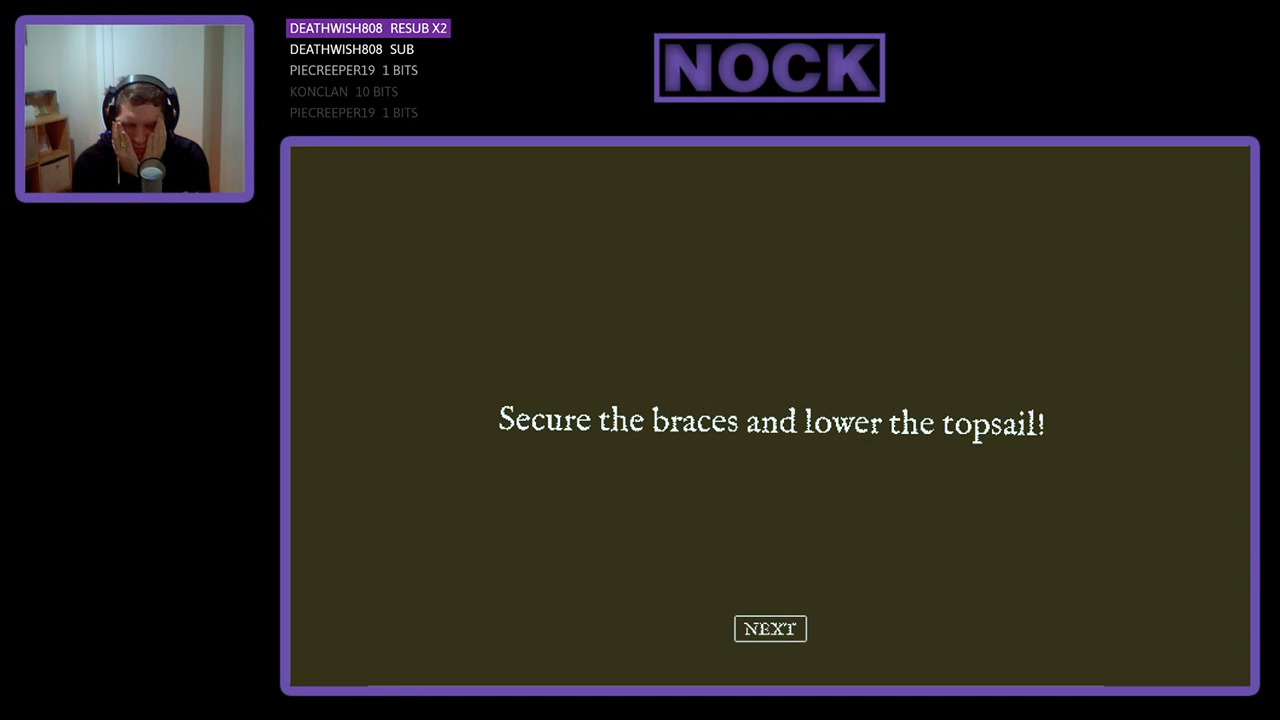 DEATHWISH808 RESUB X2
DEATHWISH808 SUB
PIECREEPER19 1 BITS
KONCLAN 10 BITS
PIECREEPER19 1 BITS
NOCK
Secure the braces and lower the topsail!
NEXT